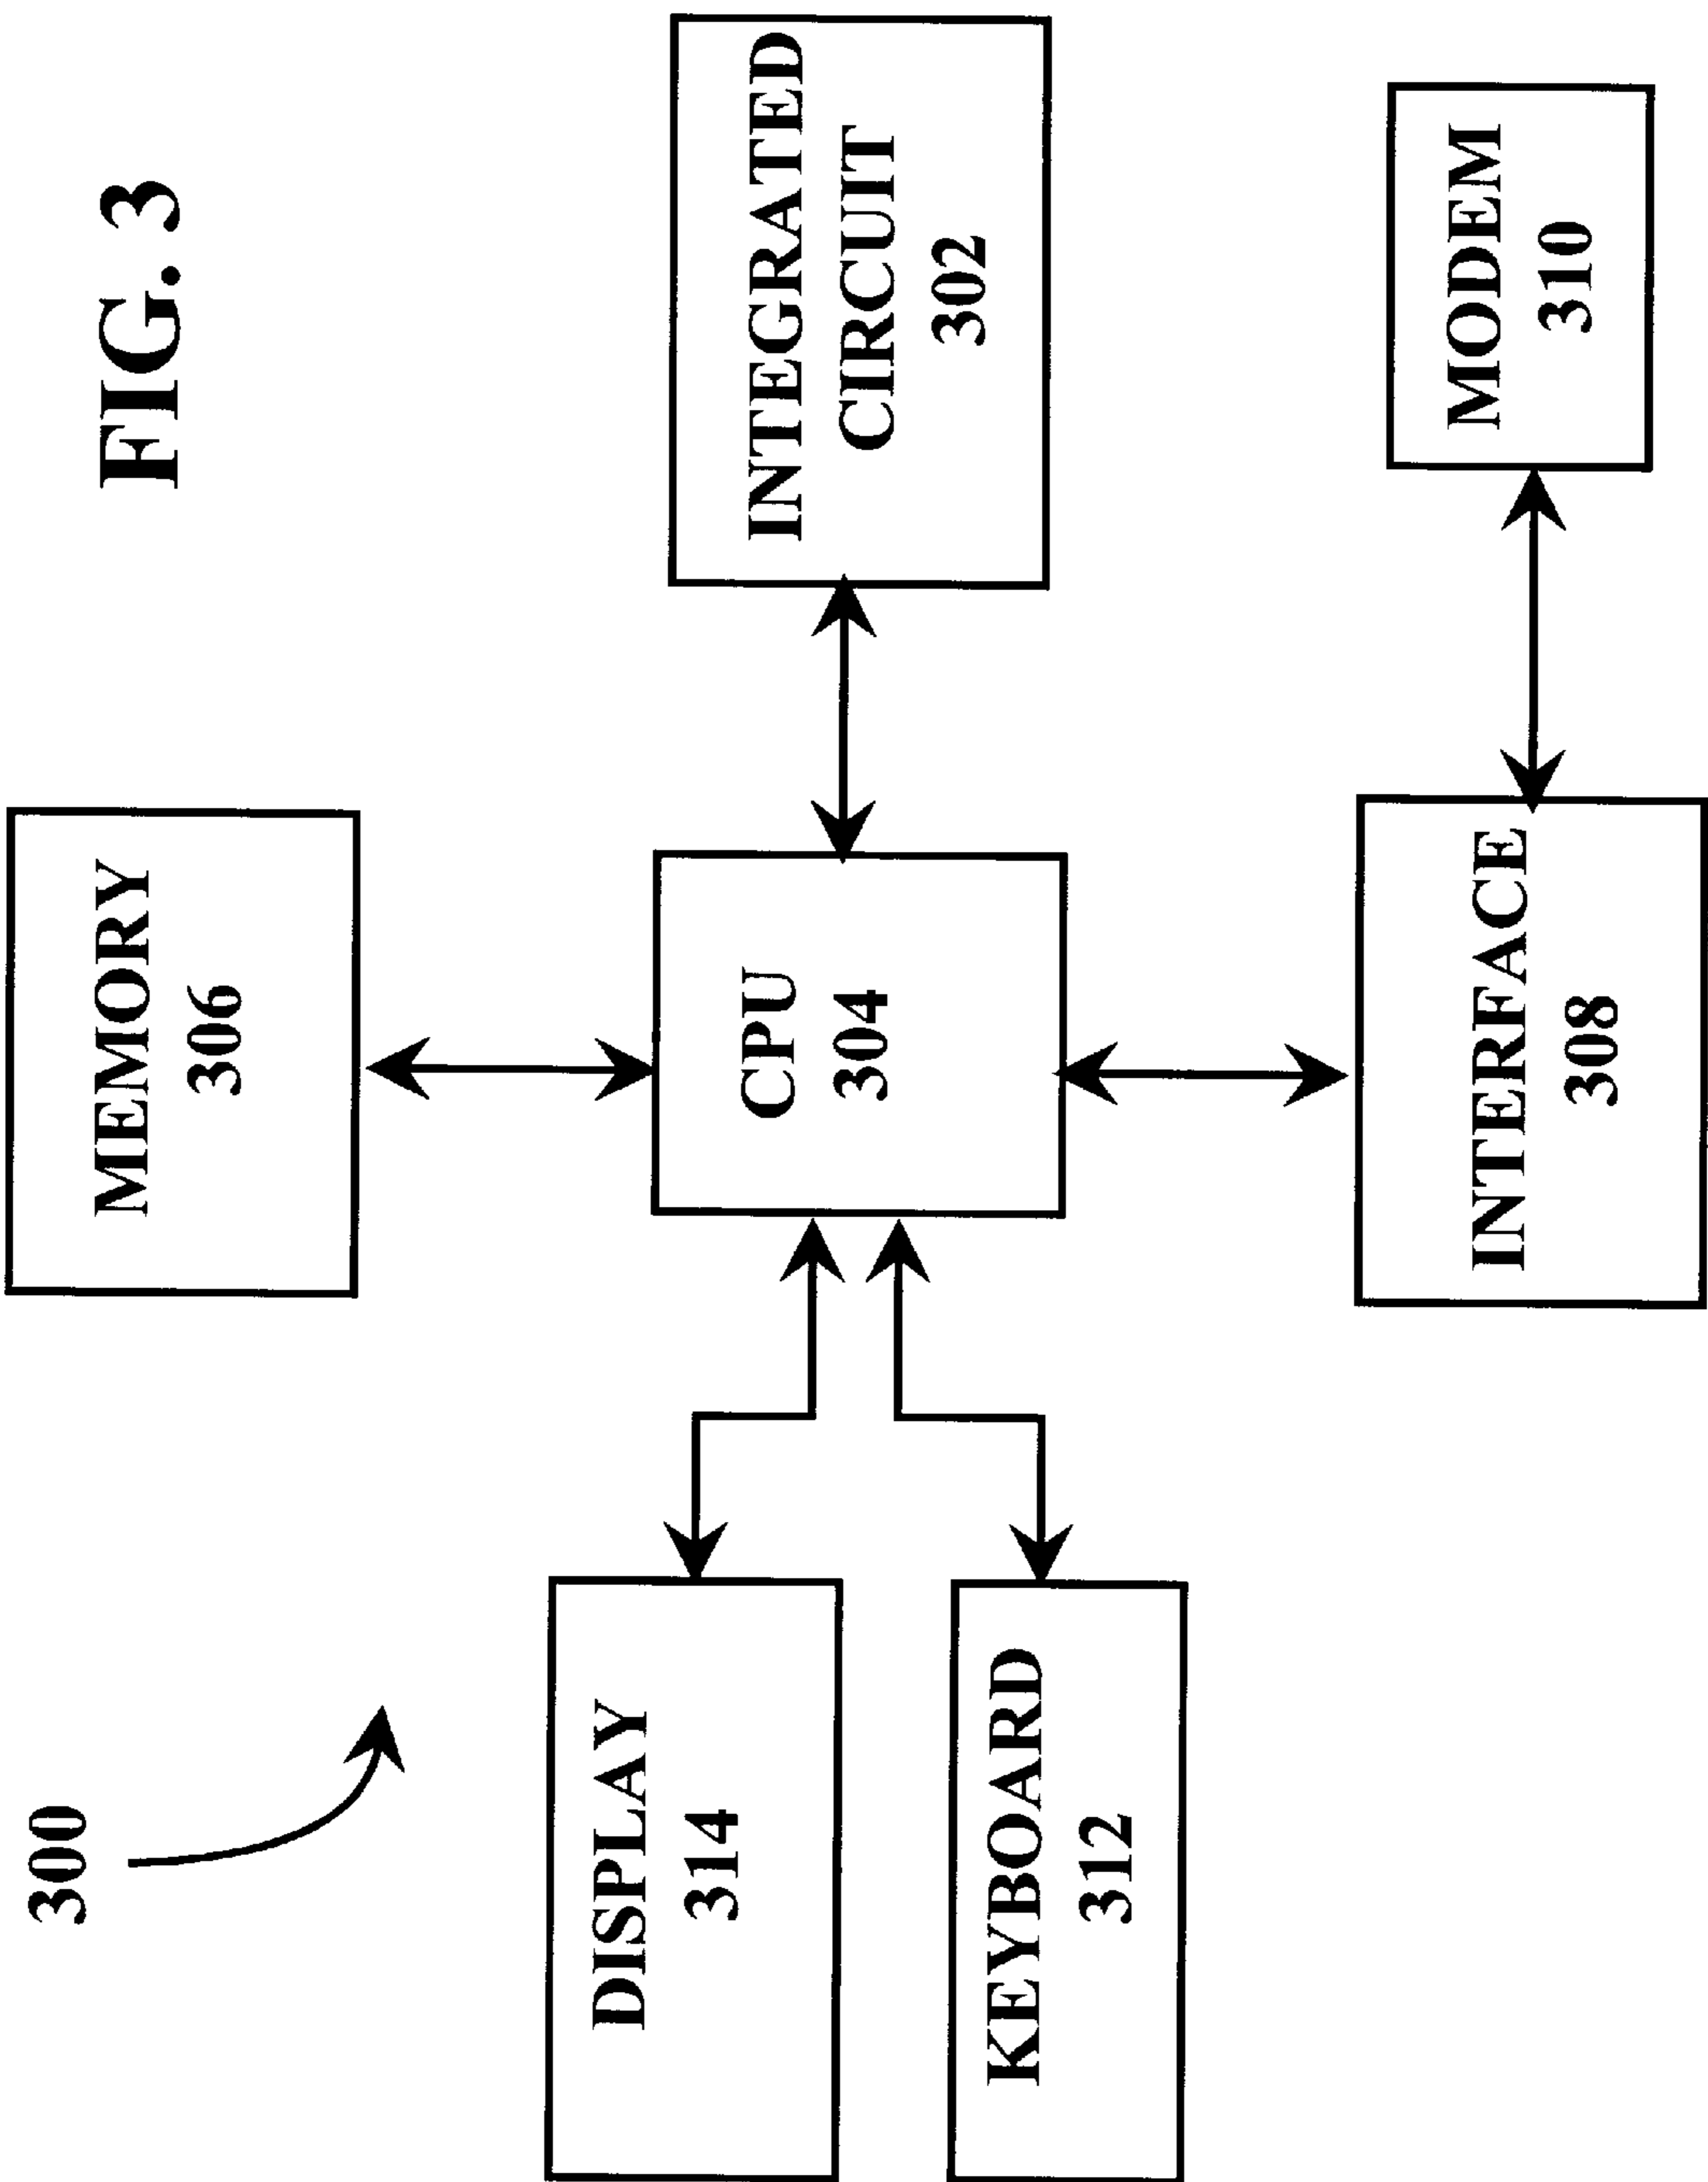 FIG. 3
300
MEMORY
306
DISPLAY
314
CPU
304
INTEGRATED
CIRCUIT
302
KEYBOARD
312
INTERFACE
308
MODEM
310